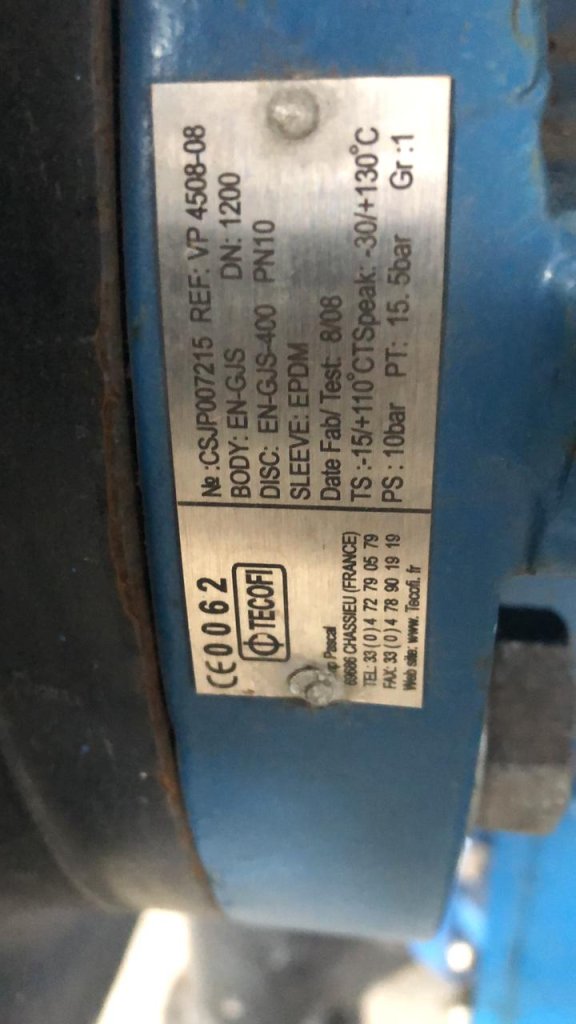 CE 0062
TECOFI
Pascal
69686 CHASSIEU (FRANCE)
TEL: 33 (0) 4 72 79 05 79
FAX: 33 (0) 4 78 90 19 19
Web site: www. Tecofi. fr
№ :CSJP007215 REF: VP 4508-08
BODY: EN-GJS DN: 1200
DISC: EN-GJS-400 PN10
SLEEVE: EPDM
Date Fab/ Test: 8/08
TS :-15/+110°CTSpeak: -30/+130°C
PS : 10bar PT: 15. 5bar Gr :1